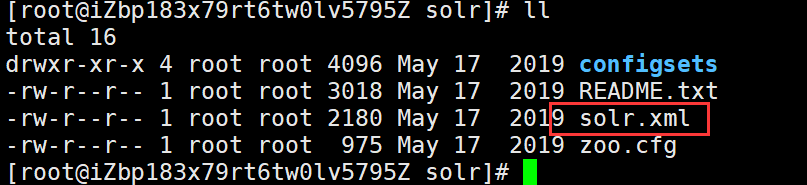 [root@iZbp183x79rt6tw0lv5795Z solr]# ll
total 16
drwxr-xr-x 4 root root 4096 May 17  2019 configsets
-rw-r--r-- 1 root root 3018 May 17  2019 README.txt
-rw-r--r-- 1 root root 2180 May 17  2019 solr.xml
-rw-r--r-- 1 root root  975 May 17  2019 zoo.cfg
[root@iZbp183x79rt6tw0lv5795Z solr]#